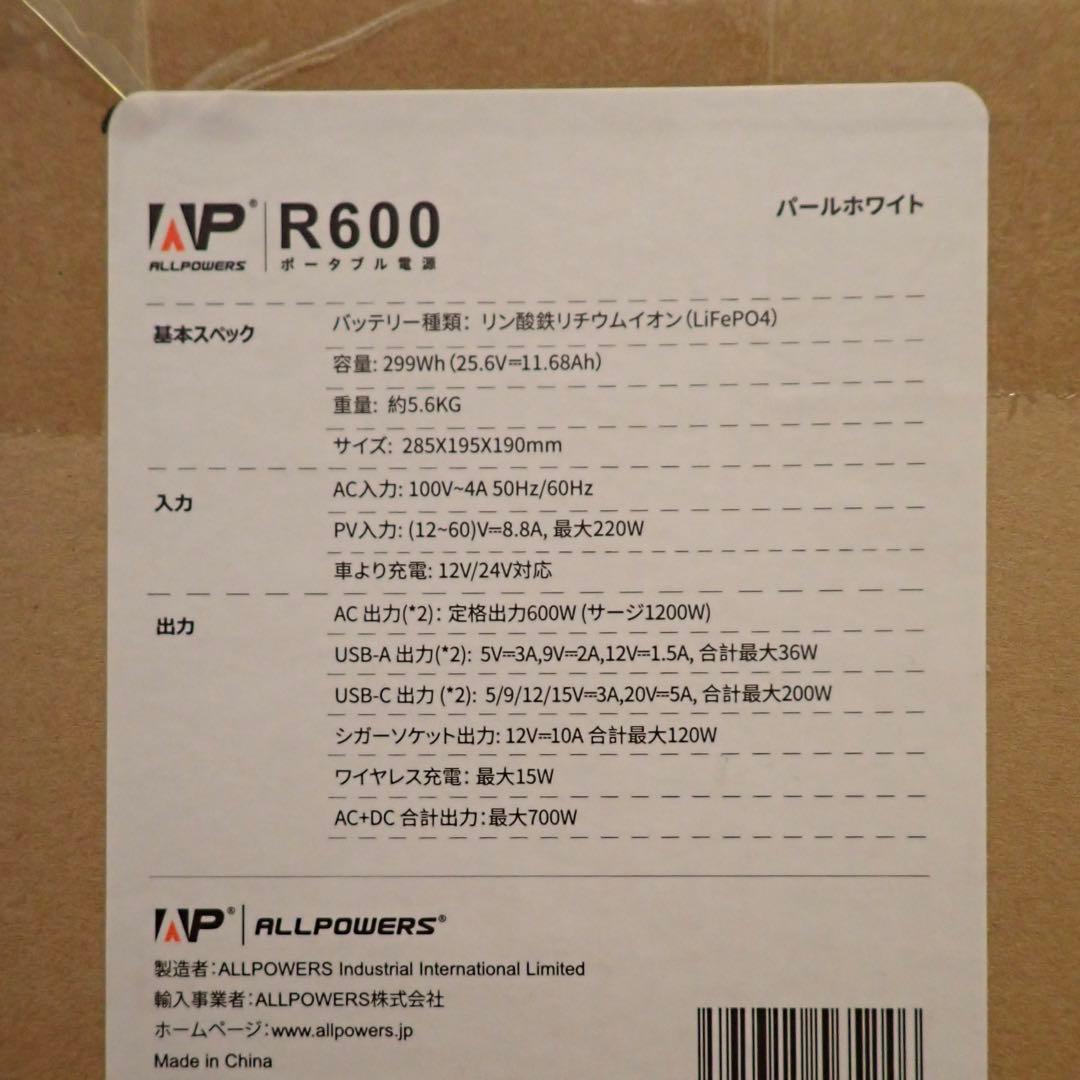 AP® R600 パールホワイト
ALLPOWERS ポータブル電源
基本スペック
バッテリー種類: リン酸鉄リチウムイオン(LiFePO4)
容量: 299Wh (25.6V⎓11.68Ah)
重量: 約5.6KG
サイズ: 285X195X190mm
入力
AC入力: 100V~4A 50Hz/60Hz
PV入力: (12~60)V⎓8.8A, 最大220W
車より充電: 12V/24V対応
出力
AC 出力(*2): 定格出力600W (サージ1200W)
USB-A 出力(*2): 5V⎓3A,9V⎓2A,12V⎓1.5A, 合計最大36W
USB-C 出力 (*2): 5/9/12/15V⎓3A,20V⎓5A, 合計最大200W
シガーソケット出力: 12V⎓10A 合計最大120W
ワイヤレス充電: 最大15W
AC+DC 合計出力:最大700W
AP® ALLPOWERS®
製造者:ALLPOWERS Industrial International Limited
輸入事業者:ALLPOWERS株式会社
ホームページ:www.allpowers.jp
Made in China